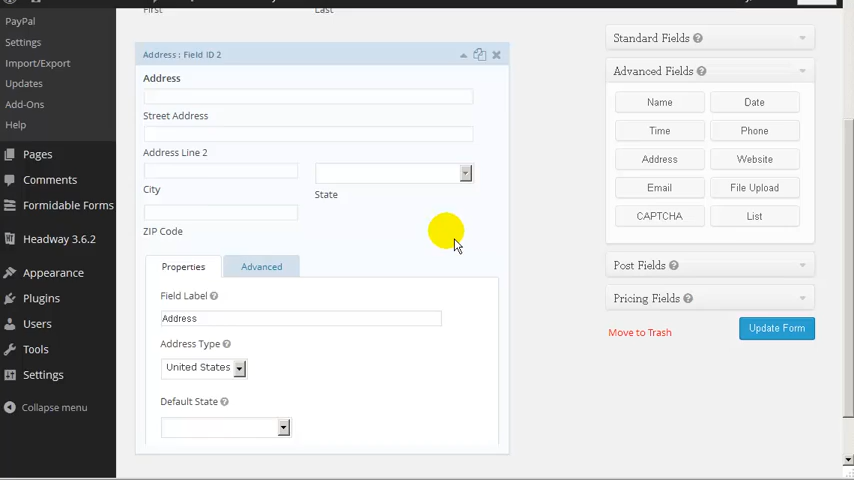 PayPal
Settings
Import/Export
Updates
Add-Ons
Help
Pages
Comments
Formidable Forms
Headway 3.6.2
Appearance
Plugins
Users
Tools
Settings
Collapse menu
First Last
Address : Field ID 2
Address
Street Address
Address Line 2
City State
ZIP Code
Properties Advanced
Field Label
Address
Address Type
United States
Default State
Standard Fields
Advanced Fields
Name Date
Time Phone
Address Website
Email File Upload
CAPTCHA List
Post Fields
Pricing Fields
Move to Trash Update Form